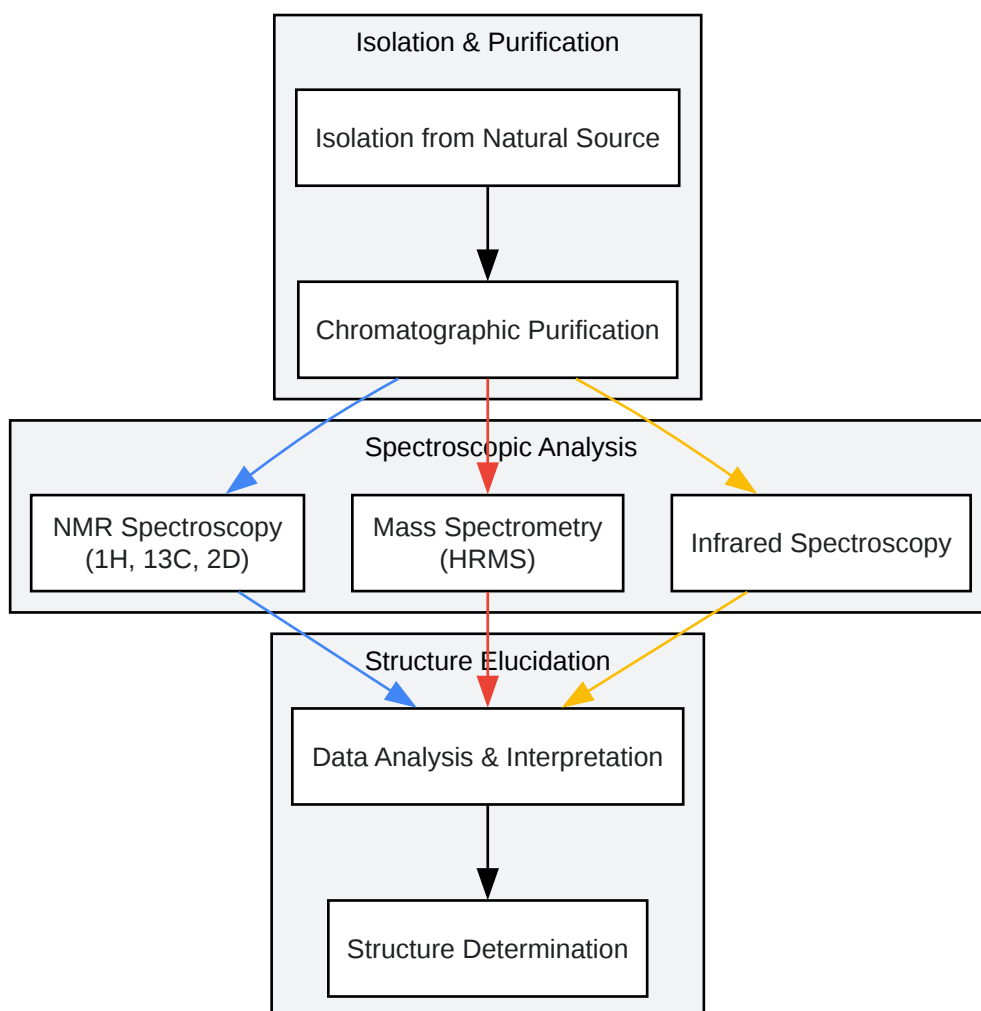 Isolation & Purification
Isolation from Natural Source
Chromatographic Purification
Spectroscopic Analysis
NMR Spectroscopy
(1H, 13C, 2D)
Mass Spectrometry
(HRMS)
Infrared Spectroscopy
Structure Elucidation
Data Analysis & Interpretation
Structure Determination